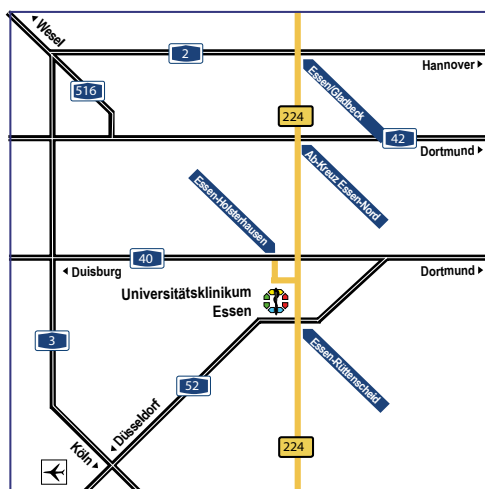 Wesel
2
Hannover
516
Essen/Gladbeck
224
42
Dortmund
Ab-Kreuz Essen-Nord
Essen-Holsterhausen
40
Duisburg
Dortmund
Universitätsklinikum
Essen
3
Essen-Rüttenscheid
52
Düsseldorf
Köln
224